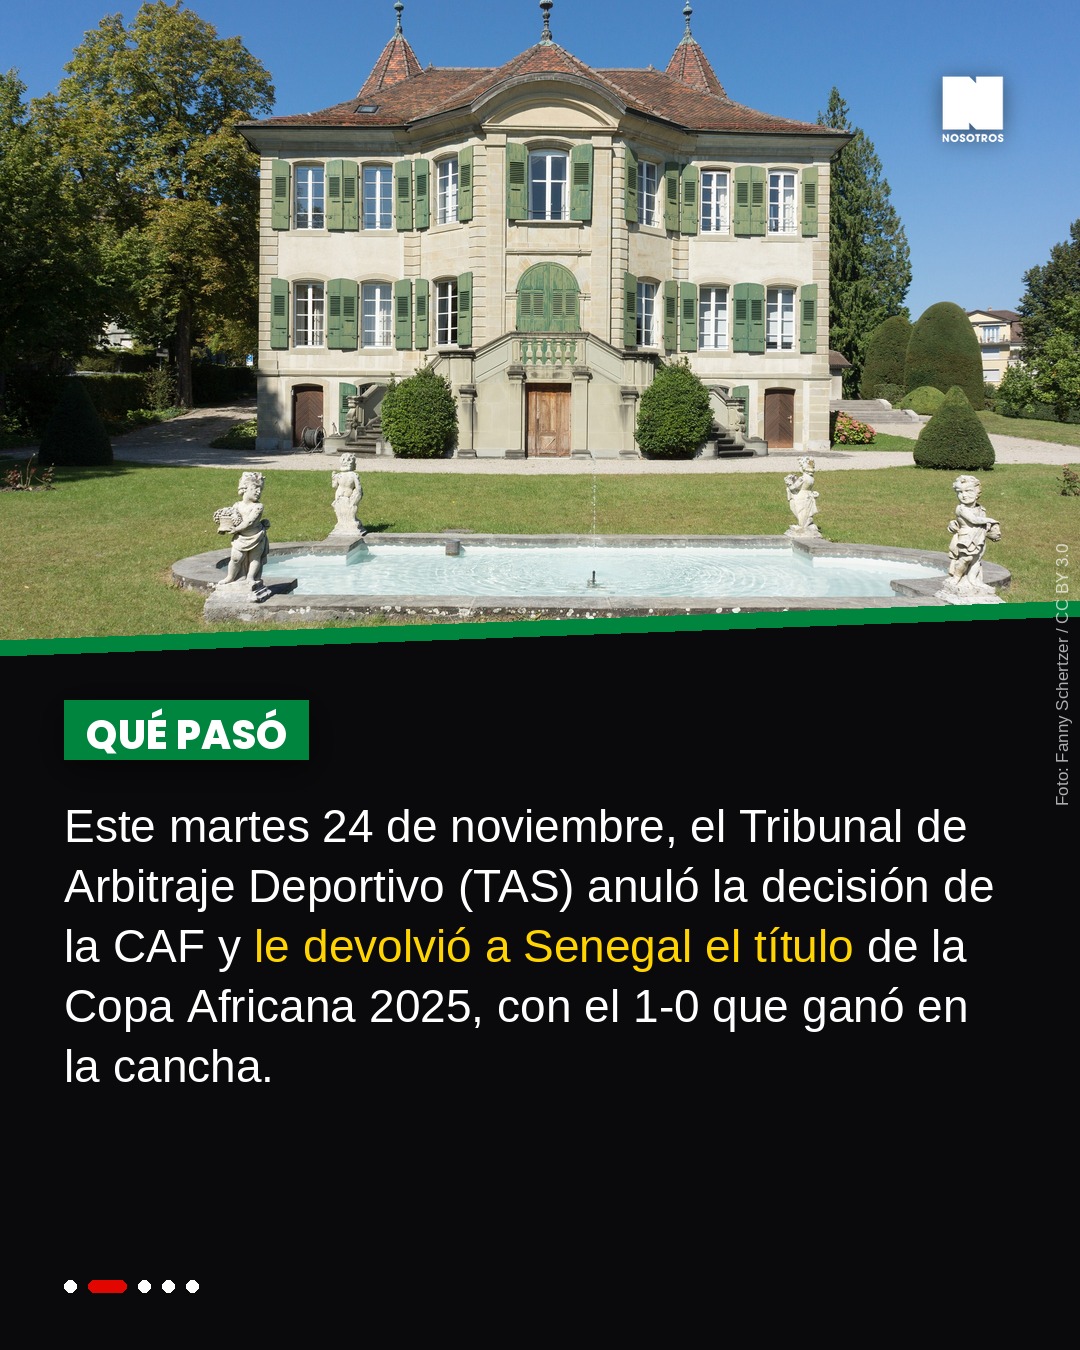 NOSOTROS
Foto: Fanny Schertzer / CC BY 3.0
QUÉ PASÓ
Este martes 24 de noviembre, el Tribunal de
Arbitraje Deportivo (TAS) anuló la decisión de
la CAF y le devolvió a Senegal el título de la
Copa Africana 2025, con el 1-0 que ganó en
la cancha.